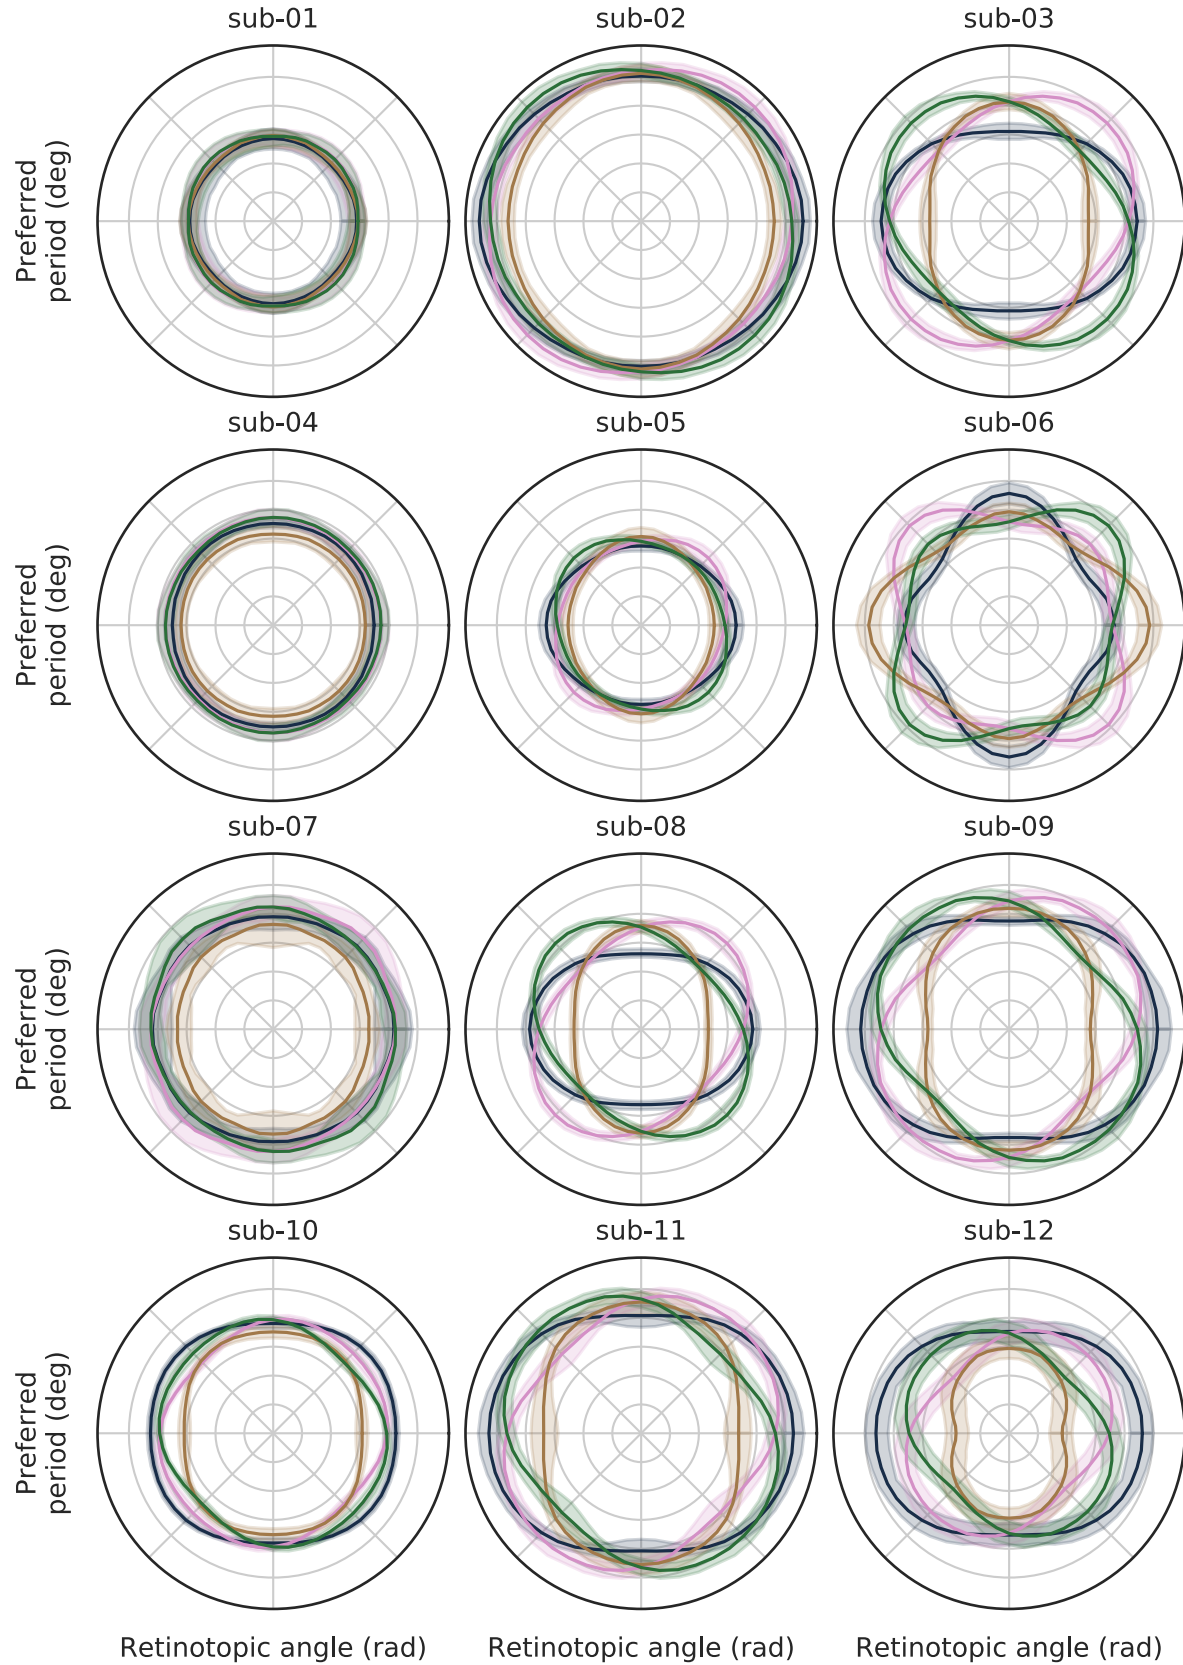 sub-01
sub-02
sub-03
Preferred
period (deg)
sub-04
sub-05
sub-06
Preferred
period (deg)
sub-07
sub-08
sub-09
Preferred
period (deg)
sub-10
sub-11
sub-12
Preferred
period (deg)
Retinotopic angle (rad)
Retinotopic angle (rad)
Retinotopic angle (rad)